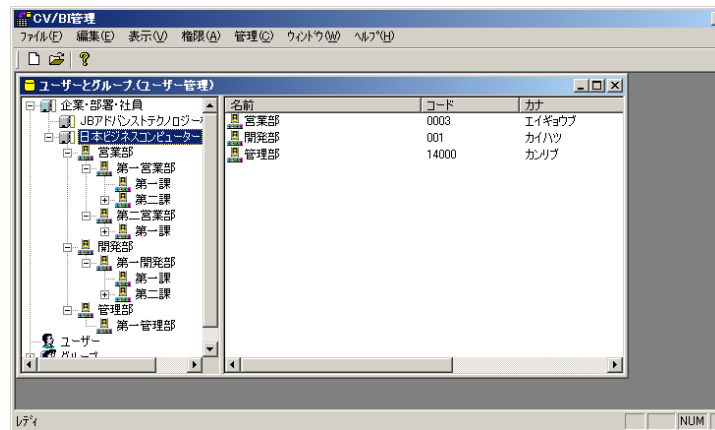 CV/BI管理
ファイル(F) 編集(E) 表示(V) 権限(A) 管理(C) ウィンドウ(W) ヘルプ(H)
ユーザーとグループ.(ユーザー管理)
企業・部署・社員
JBアドバンストテクノロジー
日本ビジネスコンピューター
営業部
第一営業部
第一課
第二課
第二営業部
第一課
開発部
第一開発部
第一課
第二課
管理部
第一管理部
ユーザー
グループ
名前 コード カナ
営業部 0003 エイギョウブ
開発部 001 カイハツ
管理部 14000 カンリブ
レディ NUM